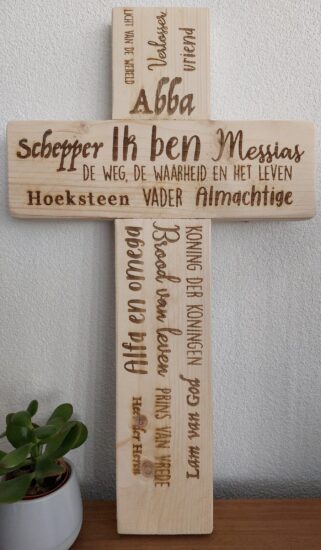 LICHT VAN DE WERELD
Verlosser
vriend
Abba
Schepper Ik ben Messias
DE WEG, DE WAARHEID EN HET LEVEN
Hoeksteen VADER Almachtige
KONING DER KONINGEN
Lam van God
Brood van leven
PRINS VAN VREDE
Alfa en omega
Heer der Heren